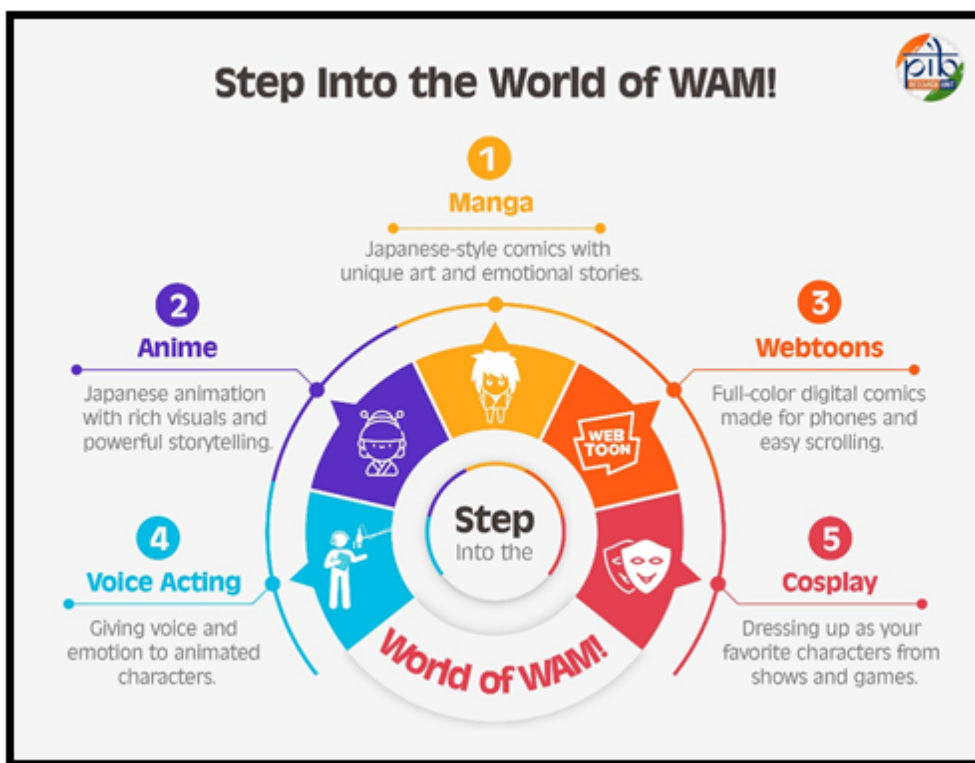 pib
RESEARCH UNIT
Step Into the World of WAM!
1
Manga
Japanese-style comics with
unique art and emotional stories.
2
Anime
Japanese animation
with rich visuals and
powerful storytelling.
3
Webtoons
Full-color digital comics
made for phones and
easy scrolling.
WEB
TOON
4
Voice Acting
Giving voice and
emotion to animated
characters.
5
Cosplay
Dressing up as your
favorite characters from
shows and games.
Step
Into the
World of WAM!